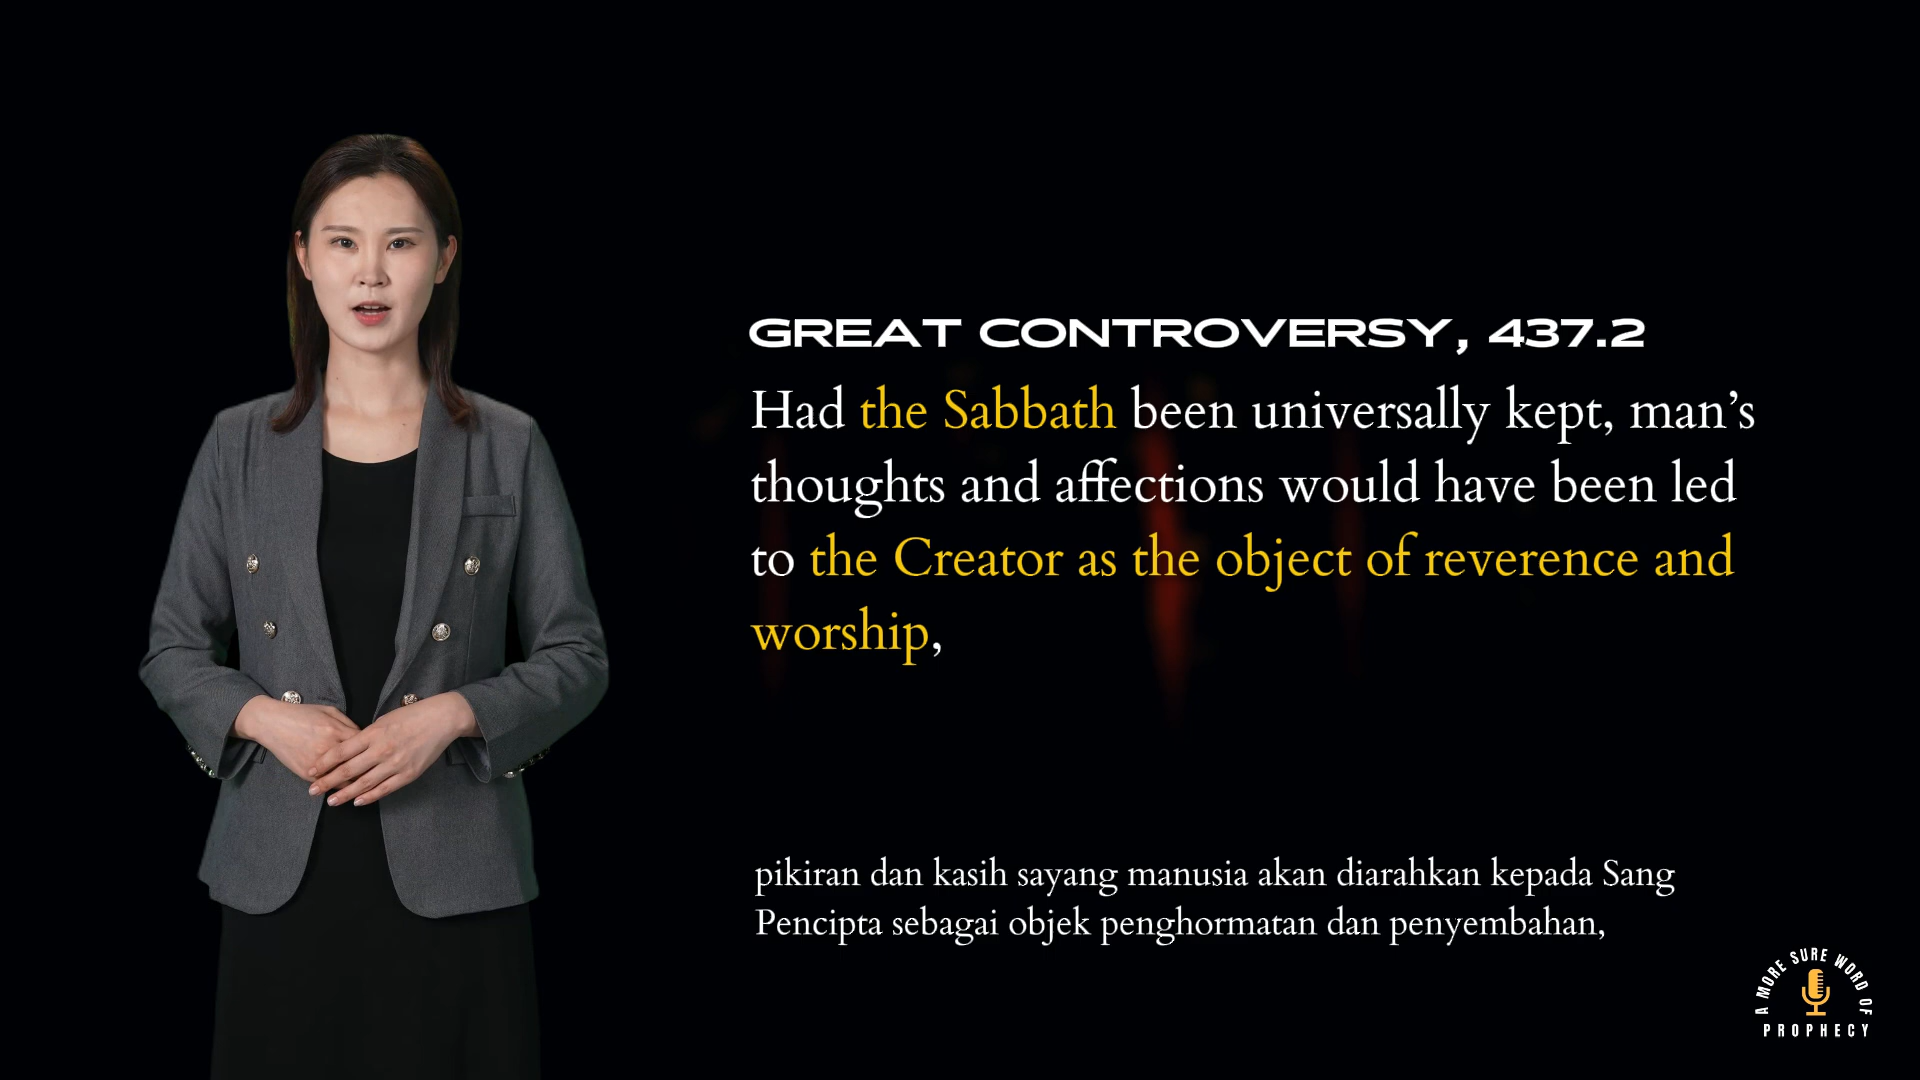 GREAT CONTROVERSY, 437.2
Had the Sabbath been universally kept, man’s
thoughts and affections would have been led
to the Creator as the object of reverence and
worship,
pikiran dan kasih sayang manusia akan diarahkan kepada Sang
Pencipta sebagai objek penghormatan dan penyembahan,
A MORE SURE WORD OF
PROPHECY